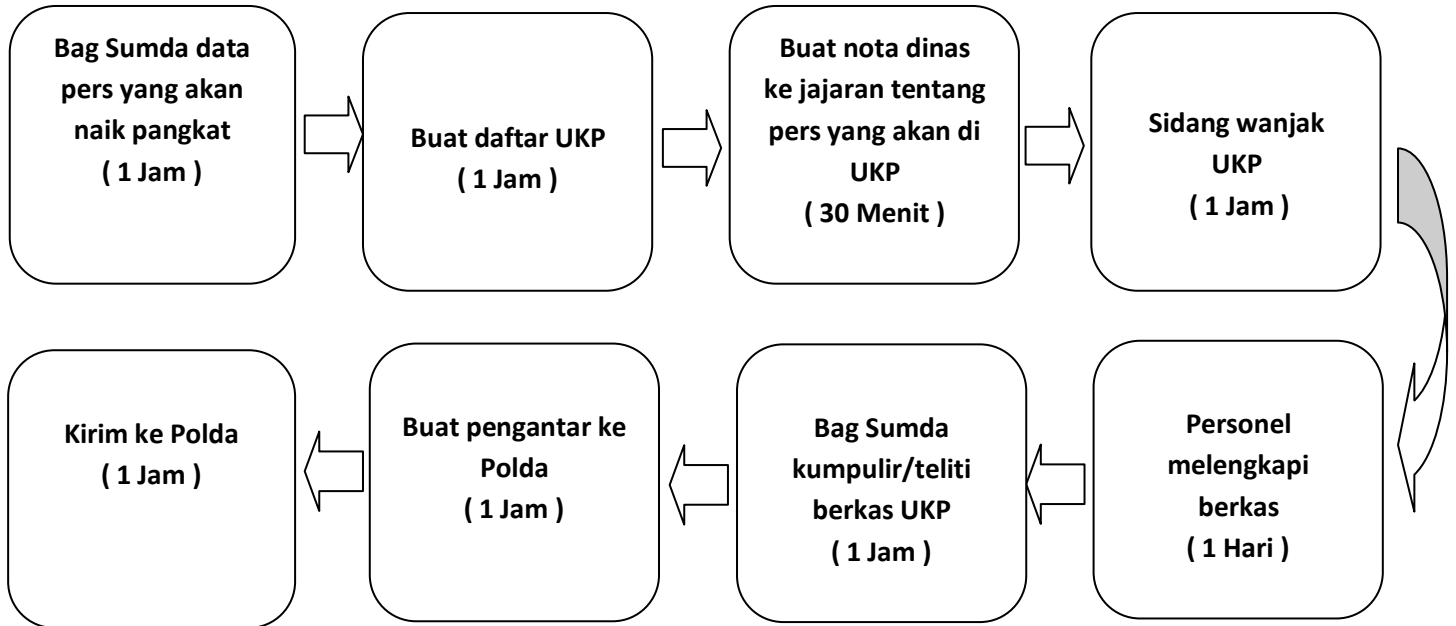 Bag Sumda data
pers yang akan
naik pangkat
( 1 Jam )
Buat daftar UKP
( 1 Jam )
Buat nota dinas
ke jajaran tentang
pers yang akan di
UKP
( 30 Menit )
Sidang wanjak
UKP
( 1 Jam )
Personel
melengkapi
berkas
( 1 Hari )
Bag Sumda
kumpulir/teliti
berkas UKP
( 1 Jam )
Buat pengantar ke
Polda
( 1 Jam )
Kirim ke Polda
( 1 Jam )